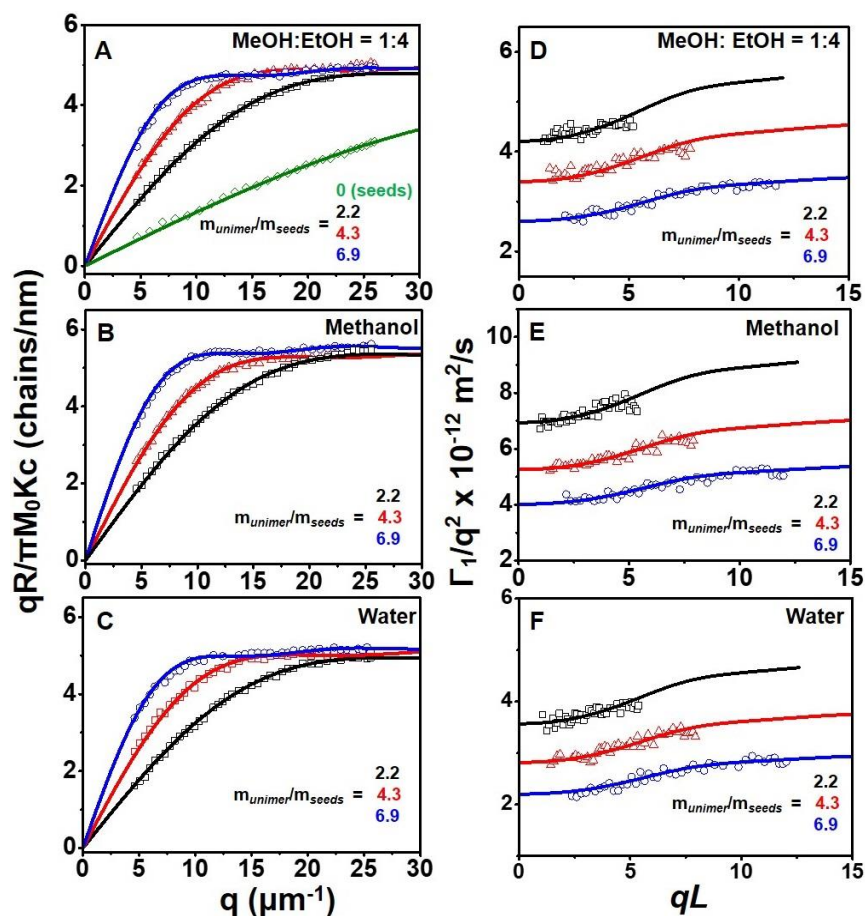 qR/πM₀Kc (chains/nm)
A
MeOH:EtOH = 1:4
6
4
2
0
0 (seeds)
2.2
m_unimer/m_seeds = 4.3
6.9
0 5 10 15 20 25 30
B
Methanol
6
4
2
0
2.2
m_unimer/m_seeds = 4.3
6.9
0 5 10 15 20 25 30
C
Water
6
4
2
0
2.2
m_unimer/m_seeds = 4.3
6.9
0 5 10 15 20 25 30
q (µm⁻¹)
Γ₁/q² x 10⁻¹² m²/s
D
MeOH: EtOH = 1:4
6
4
2
2.2
m_unimer/m_seeds = 4.3
6.9
0 5 10 15
E
Methanol
10
8
6
4
2
2.2
m_unimer/m_seeds = 4.3
6.9
0 5 10 15
F
Water
6
4
2
2.2
m_unimer/m_seeds = 4.3
6.9
0 5 10 15
qL